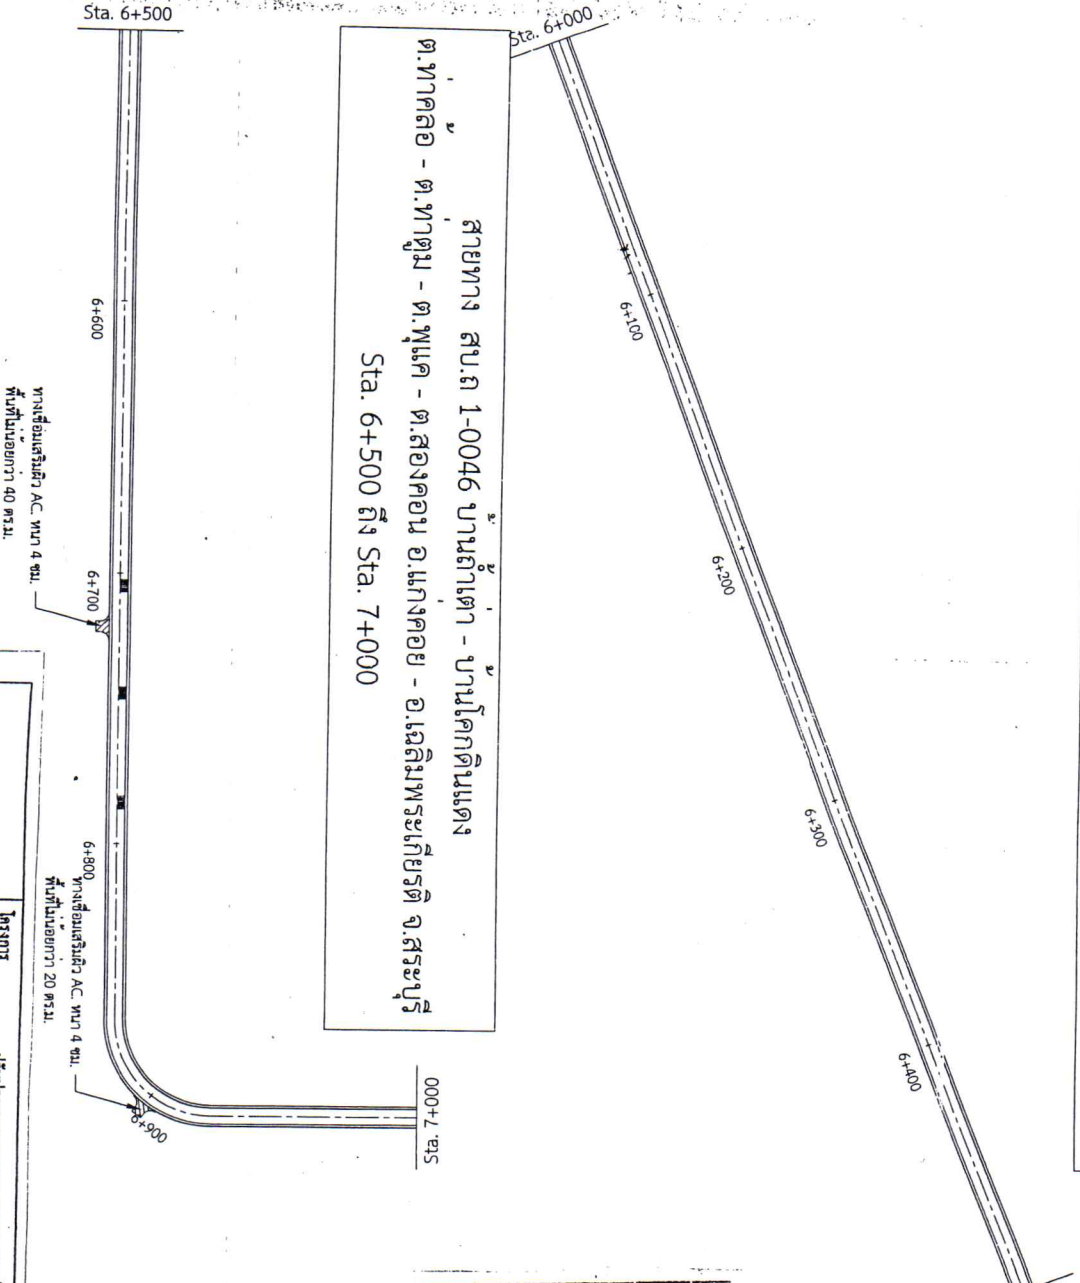 Sta. 6+000
6+100
6+200
6+300
6+400
สายทาง สบ.ถ 1-0046 บ้านถ้ำเต่า - บ้านโคกดินแดง
ต.ท่าคล้อ - ต.ท่าตูม - ต.พุแค - ต.สองคอน อ.แก่งคอย - อ.เฉลิมพระเกียรติ จ.สระบุรี
Sta. 6+500 ถึง Sta. 7+000
Sta. 6+500
6+600
6+700
6+800
6+900
Sta. 7+000
ทางเชื่อมเสริมผิว AC. หนา 4 ซม.
พื้นที่ไม่น้อยกว่า 40 ตร.ม.
ทางเชื่อมเสริมผิว AC. หนา 4 ซม.
พื้นที่ไม่น้อยกว่า 20 ตร.ม.
โครงการ